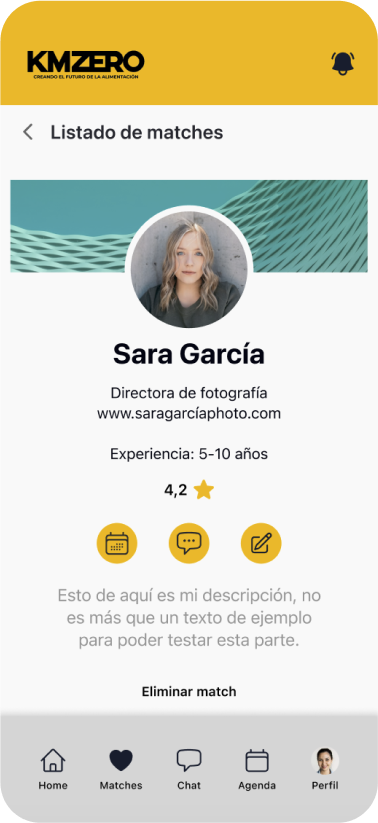 KMZERO
CREANDO EL FUTURO DE LA ALIMENTACIÓN
Listado de matches
Sara García
Directora de fotografía
www.saragarcíaphoto.com
Experiencia: 5-10 años
4,2
Esto de aquí es mi descripción, no
es más que un texto de ejemplo
para poder testar esta parte.
Eliminar match
Home
Matches
Chat
Agenda
Perfil